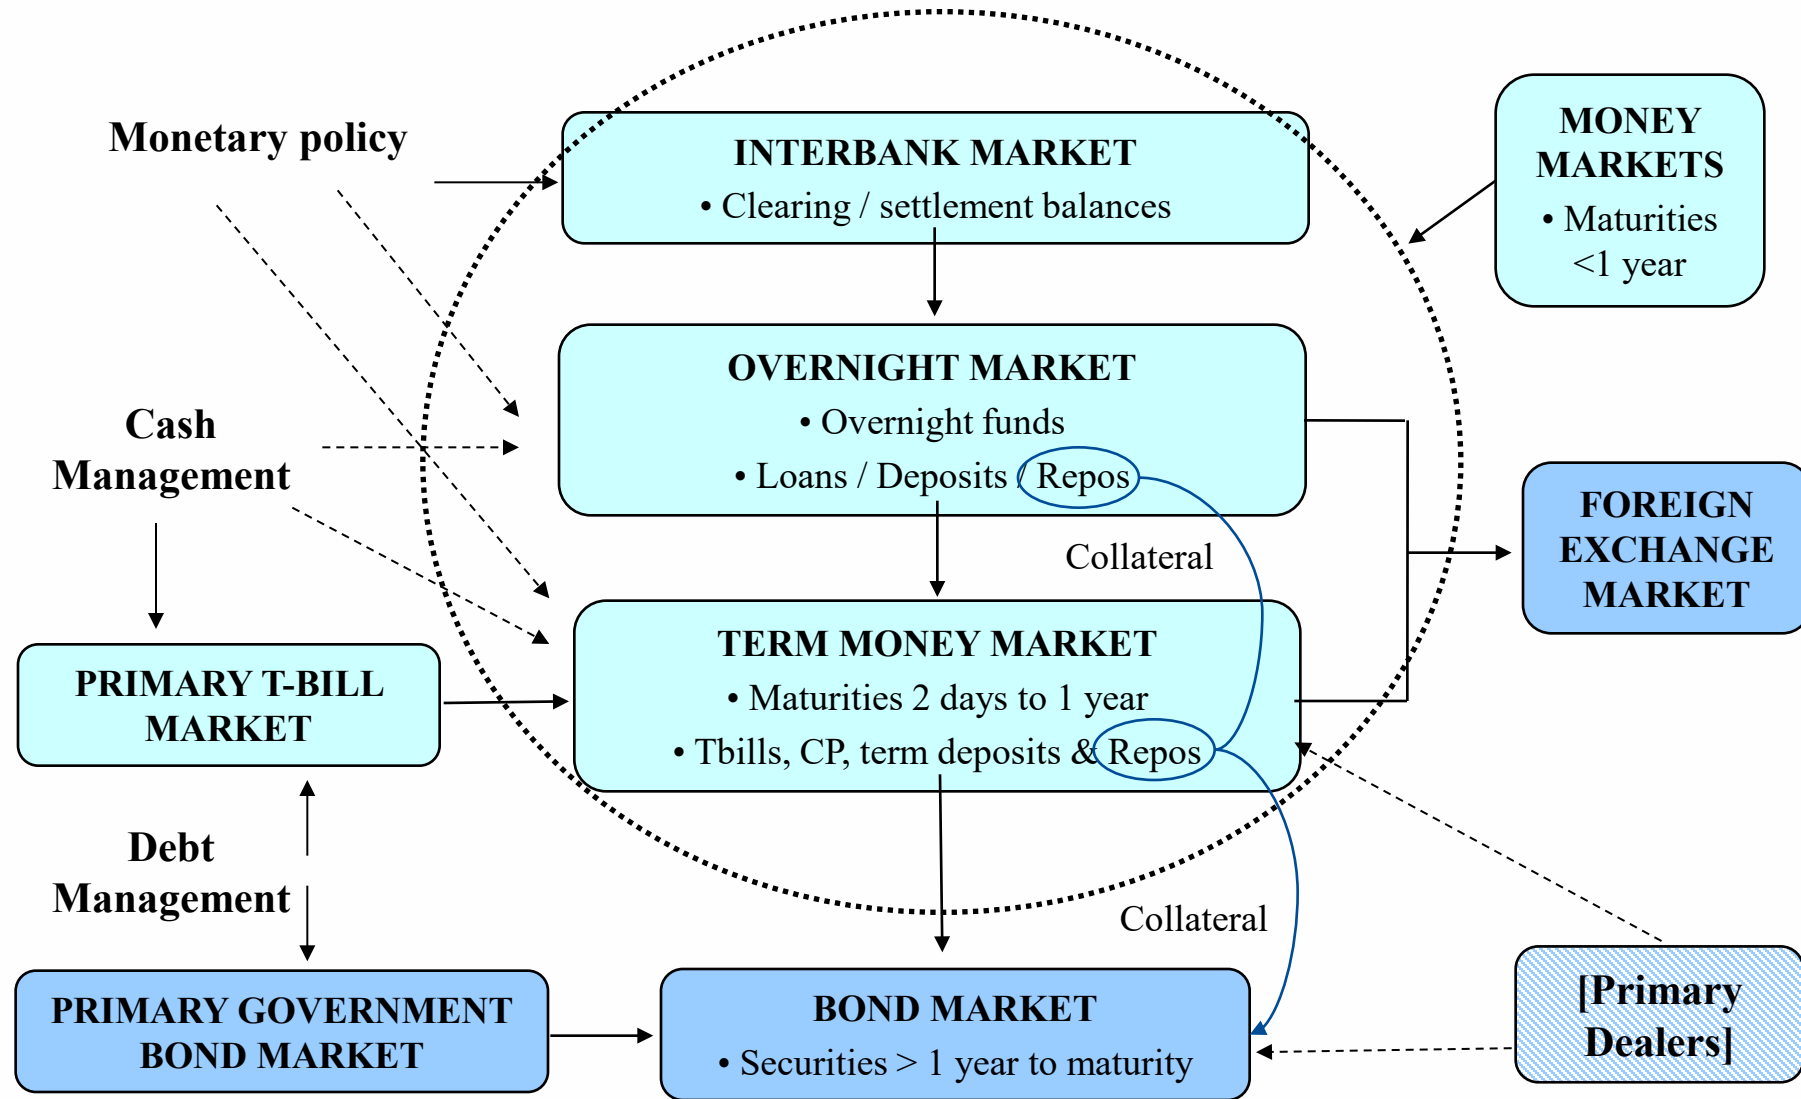 Monetary policy
INTERBANK MARKET
• Clearing / settlement balances
MONEY
MARKETS
• Maturities
<1 year
OVERNIGHT MARKET
• Overnight funds
• Loans / Deposits / Repos
Cash
Management
Collateral
FOREIGN
EXCHANGE
MARKET
TERM MONEY MARKET
• Maturities 2 days to 1 year
• Tbills, CP, term deposits & Repos
PRIMARY T-BILL
MARKET
Debt
Management
Collateral
PRIMARY GOVERNMENT
BOND MARKET
BOND MARKET
• Securities > 1 year to maturity
[Primary
Dealers]